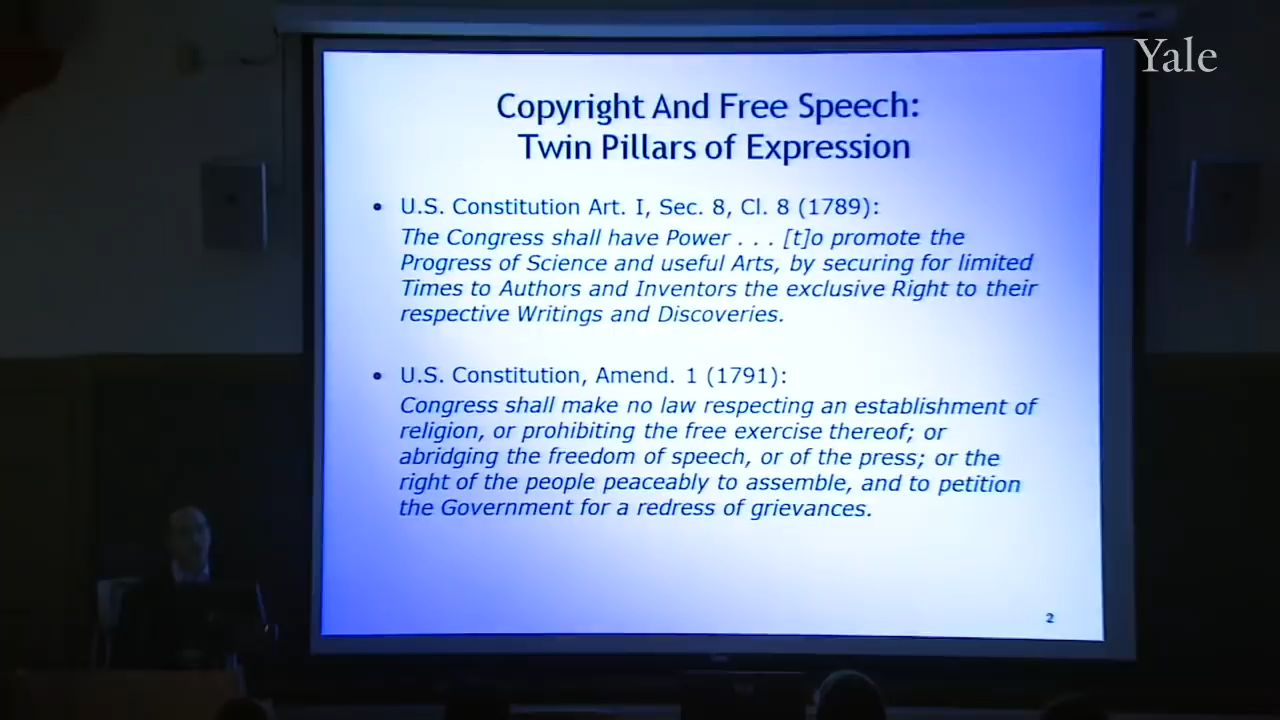 Yale
Copyright And Free Speech:
Twin Pillars of Expression
• U.S. Constitution Art. I, Sec. 8, Cl. 8 (1789):
The Congress shall have Power . . . [t]o promote the
Progress of Science and useful Arts, by securing for limited
Times to Authors and Inventors the exclusive Right to their
respective Writings and Discoveries.
• U.S. Constitution, Amend. 1 (1791):
Congress shall make no law respecting an establishment of
religion, or prohibiting the free exercise thereof; or
abridging the freedom of speech, or of the press; or the
right of the people peaceably to assemble, and to petition
the Government for a redress of grievances.
2